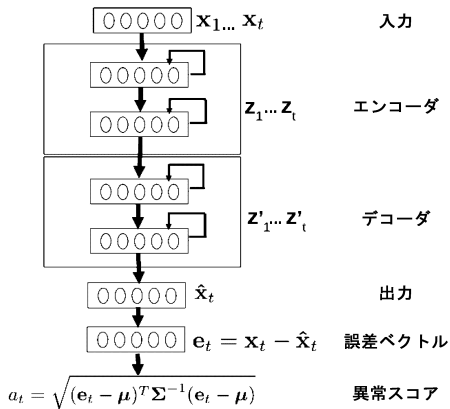 x₁... xₜ 入力
z₁... zₜ エンコーダ
z'₁... z'ₜ デコーダ
x̂ₜ 出力
eₜ = xₜ − x̂ₜ 誤差ベクトル
aₜ = √((eₜ − μ)ᵀΣ⁻¹(eₜ − μ)) 異常スコア